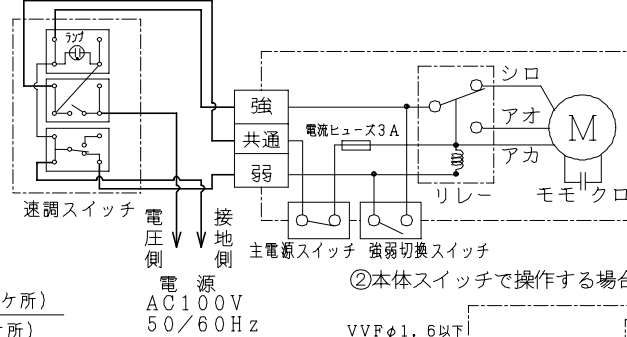 ランプ
速調スイッチ
電圧側
接地側
電源
AC100V
50/60Hz
強
共通
弱
電流ヒューズ3A
主電源スイッチ
強弱切換スイッチ
リレー
シロ
アオ
アカ
M
モモ
クロ
②本体スイッチで操作する場合
ケ所)
所)
VVFφ1.6以下